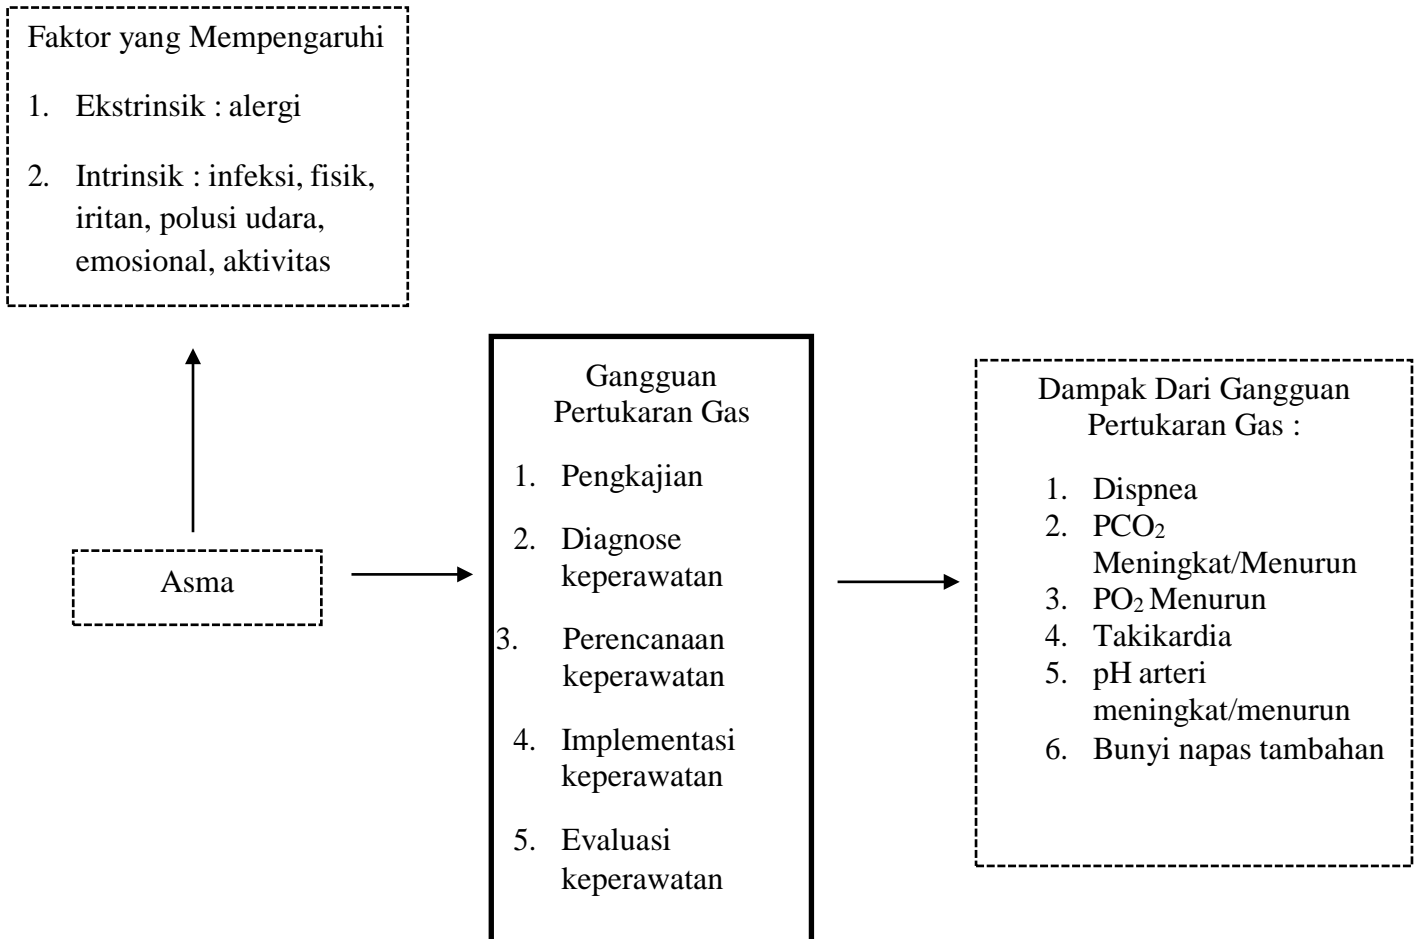 Faktor yang Mempengaruhi
1. Ekstrinsik : alergi
2. Intrinsik : infeksi, fisik,
iritan, polusi udara,
emosional, aktivitas
Asma
Gangguan
Pertukaran Gas
1. Pengkajian
2. Diagnose
keperawatan
3. Perencanaan
keperawatan
4. Implementasi
keperawatan
5. Evaluasi
keperawatan
Dampak Dari Gangguan
Pertukaran Gas :
1. Dispnea
2. PCO₂
Meningkat/Menurun
3. PO₂ Menurun
4. Takikardia
5. pH arteri
meningkat/menurun
6. Bunyi napas tambahan